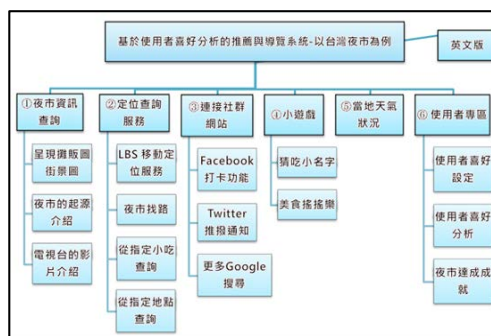 基於使用者喜好分析的推薦與導覽系統-以台灣夜市為例
英文版
①夜市資訊
查詢
呈現攤販圖
街景圖
夜市的起源
介紹
電視台的影
片介紹
②定位查詢
服務
LBS 移動定
位服務
夜市找路
從指定小吃
查詢
從指定地點
查詢
③連接社群
網站
Facebook
打卡功能
Twitter
推撥通知
更多Google
搜尋
④小遊戲
猜吃小名字
美食搖搖樂
⑤當地天氣
狀況
⑥使用者專區
使用者喜好
設定
使用者喜好
分析
夜市達成成
就